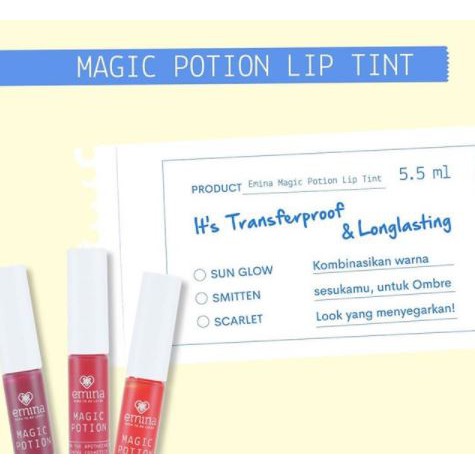 MAGIC POTION LIP TINT
PRODUCT Emina Magic Potion Lip Tint 5.5 ml
It's Transferproof
& Longlasting
SUN GLOW
SMITTEN
SCARLET
Kombinasikan warna
sesukamu, untuk Ombre
Look yang menyegarkan!
emina
MAGIC
POTION
emina
MAGIC
POTION
emina
MAGIC
POTION